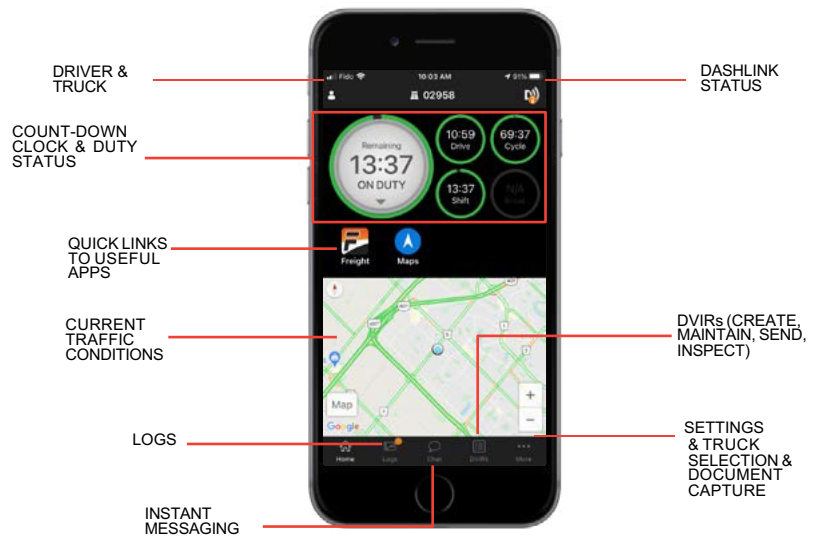 DRIVER &
TRUCK
COUNT-DOWN
CLOCK & DUTY
STATUS
QUICK LINKS
TO USEFUL
APPS
CURRENT
TRAFFIC
CONDITIONS
LOGS
INSTANT
MESSAGING
Fido
10:03 AM
91%
02958
Remaining
13:37
ON DUTY
10:59
Drive
69:37
Cycle
13:37
Shift
N/A
Break
Freight
Maps
Map
+
−
Google
Home
Logs
Chat
DVIRs
More
DASHLINK
STATUS
DVIRs (CREATE,
MAINTAIN, SEND,
INSPECT)
SETTINGS
& TRUCK
SELECTION &
DOCUMENT
CAPTURE